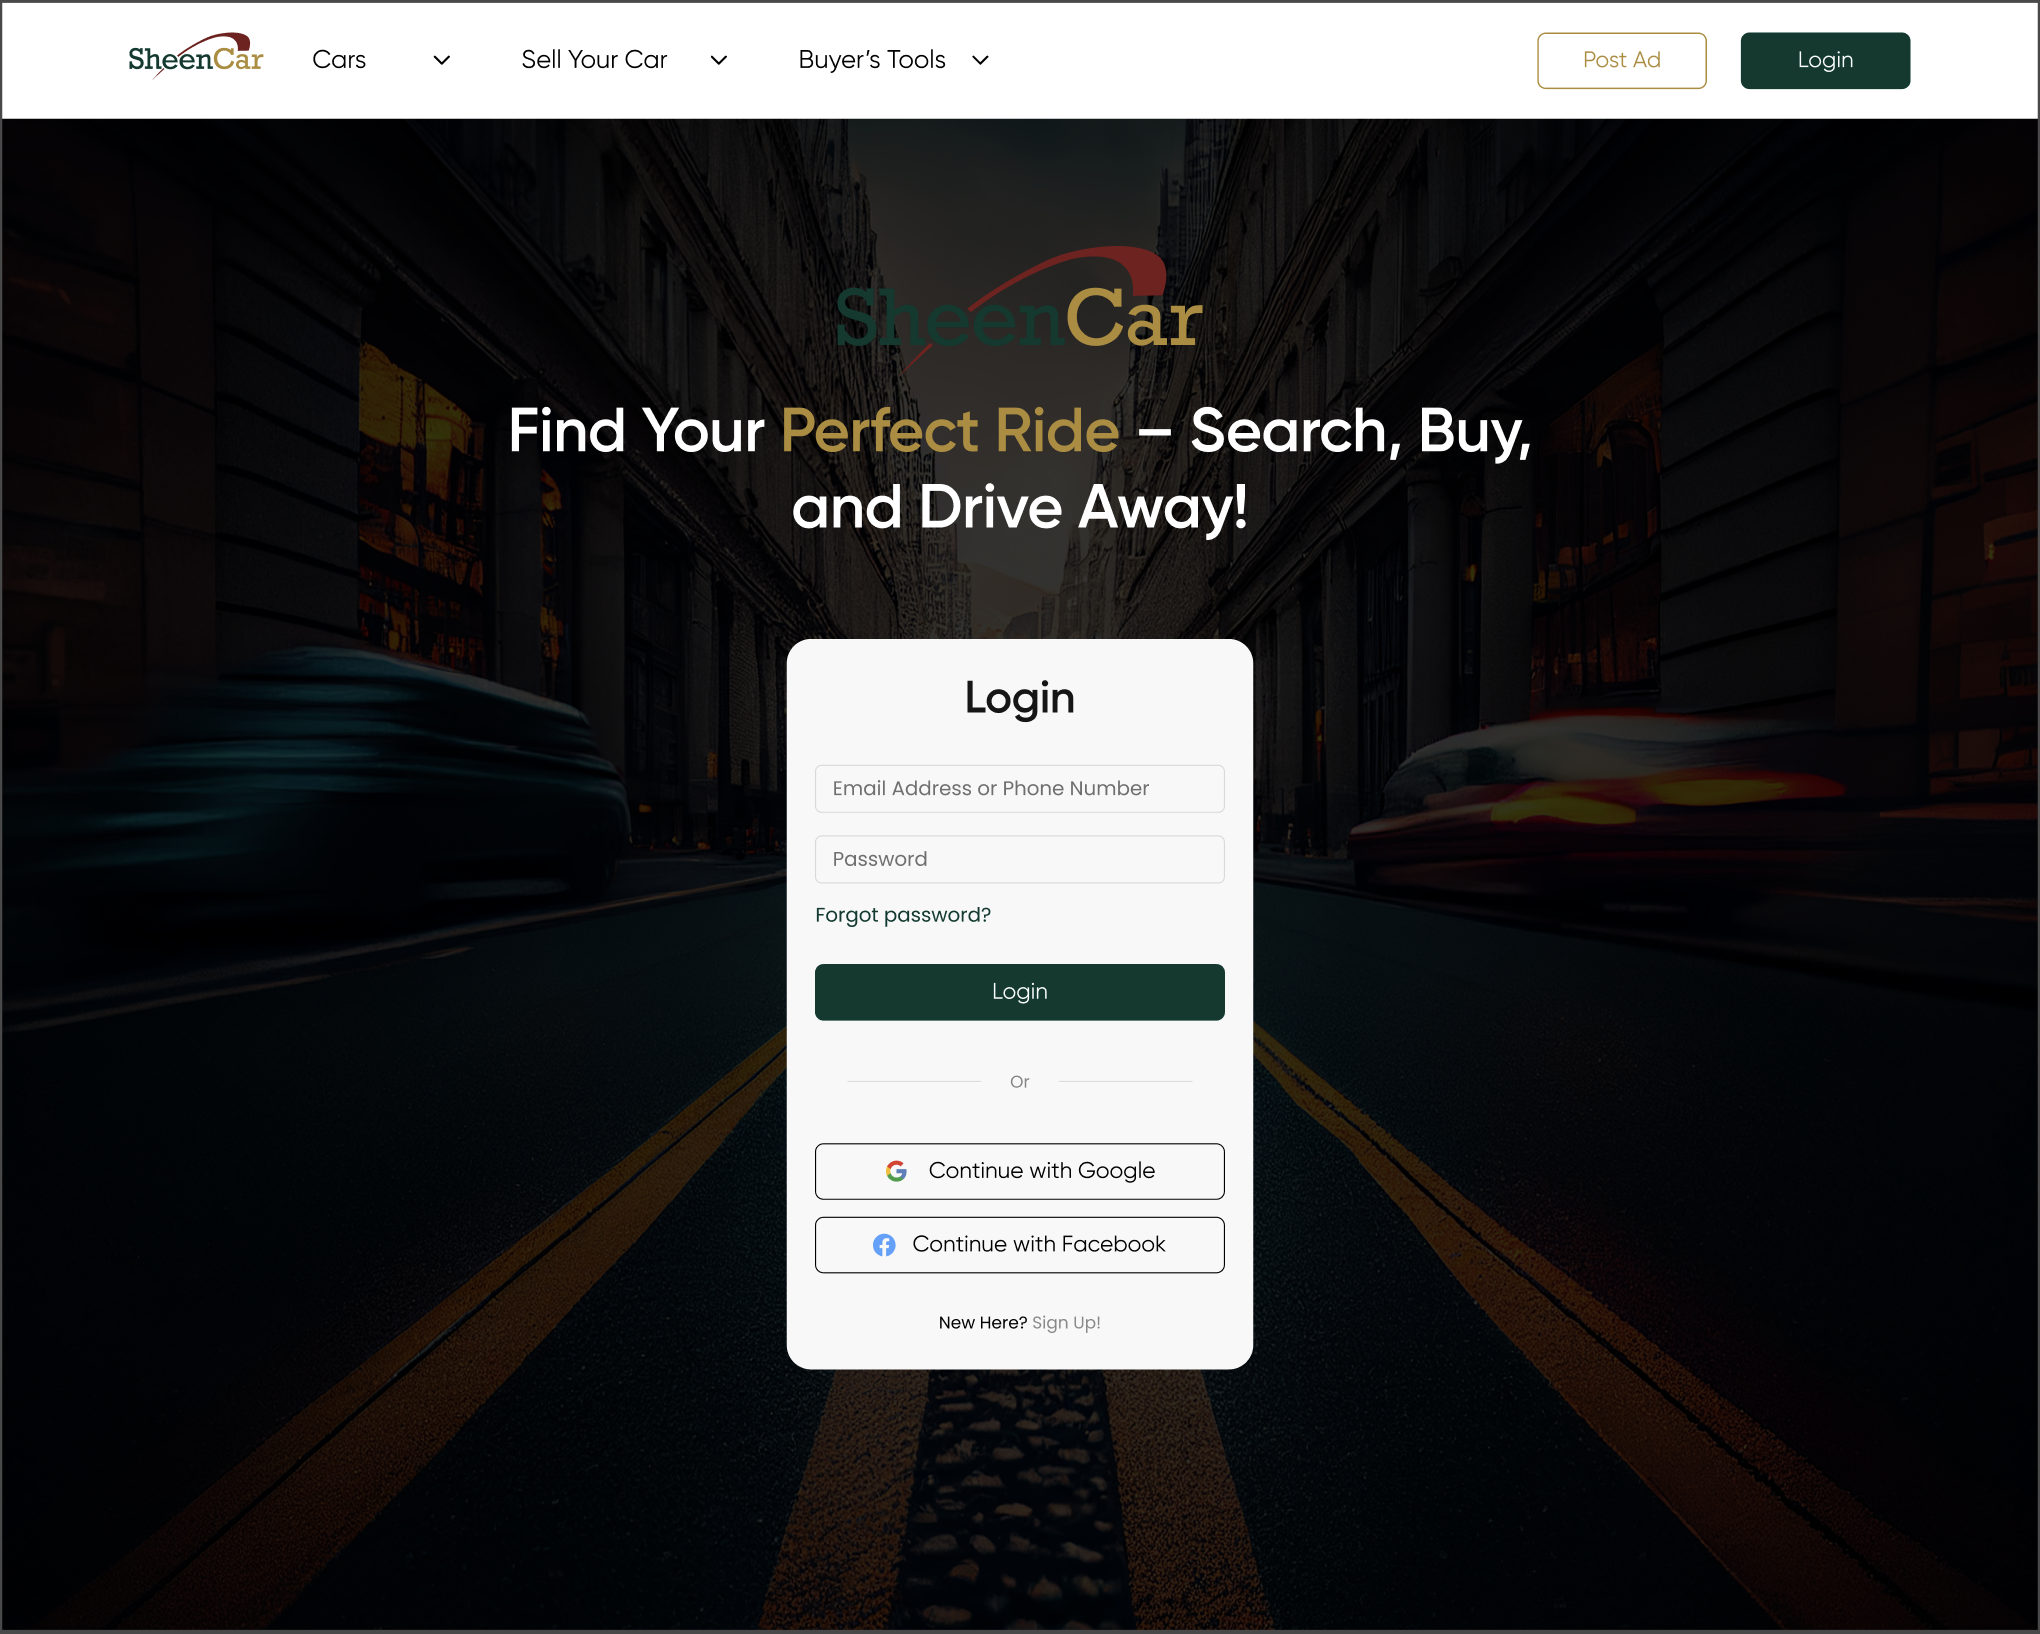 SheenCar
Cars
Sell Your Car
Buyer’s Tools
Post Ad
Login
SheenCar
Find Your Perfect Ride – Search, Buy,
and Drive Away!
Login
Email Address or Phone Number
Password
Forgot password?
Login
Or
Continue with Google
Continue with Facebook
New Here? Sign Up!